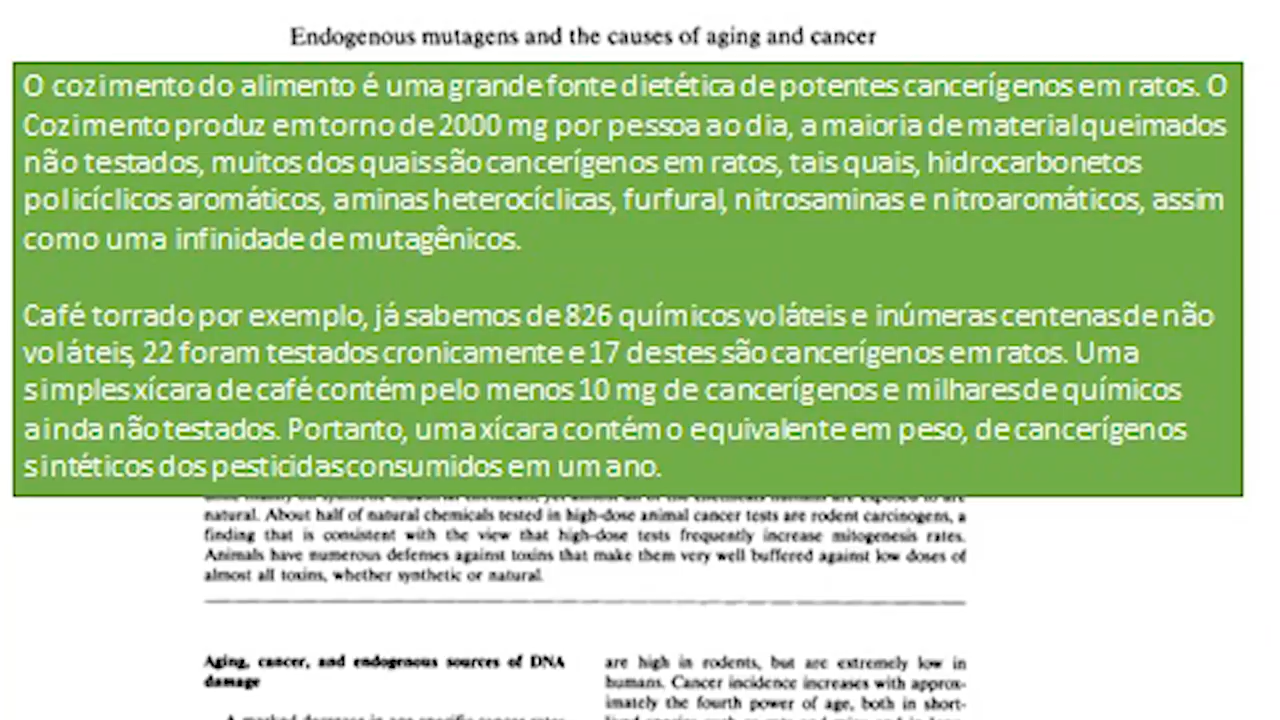 Endogenous mutagens and the causes of aging and cancer
O cozimento do alimento é uma grande fonte dietética de potentes cancerígenos em ratos. O
Cozimento produz em torno de 2000 mg por pessoa ao dia, a maioria de material queimados
não testados, muitos dos quais são cancerígenos em ratos, tais quais, hidrocarbonetos
policíclicos aromáticos, aminas heterocíclicas, furfural, nitrosaminas e nitroaromáticos, assim
como uma infinidade de mutagênicos.
Café torrado por exemplo, já sabemos de 826 químicos voláteis e inúmeras centenas de não
voláteis, 22 foram testados cronicamente e 17 destes são cancerígenos em ratos. Uma
simples xícara de café contém pelo menos 10 mg de cancerígenos e milhares de químicos
ainda não testados. Portanto, uma xícara contém o equivalente em peso, de cancerígenos
sintéticos dos pesticidas consumidos em um ano.
natural. About half of natural chemicals tested in high-dose animal cancer tests are rodent carcinogens, a
finding that is consistent with the view that high-dose tests frequently increase mitogenesis rates.
Animals have numerous defenses against toxins that make them very well buffered against low doses of
almost all toxins, whether synthetic or natural.
Aging, cancer, and endogenous sources of DNA
damage
are high in rodents, but are extremely low in
humans. Cancer incidence increases with approx-
imately the fourth power of age, both in short-